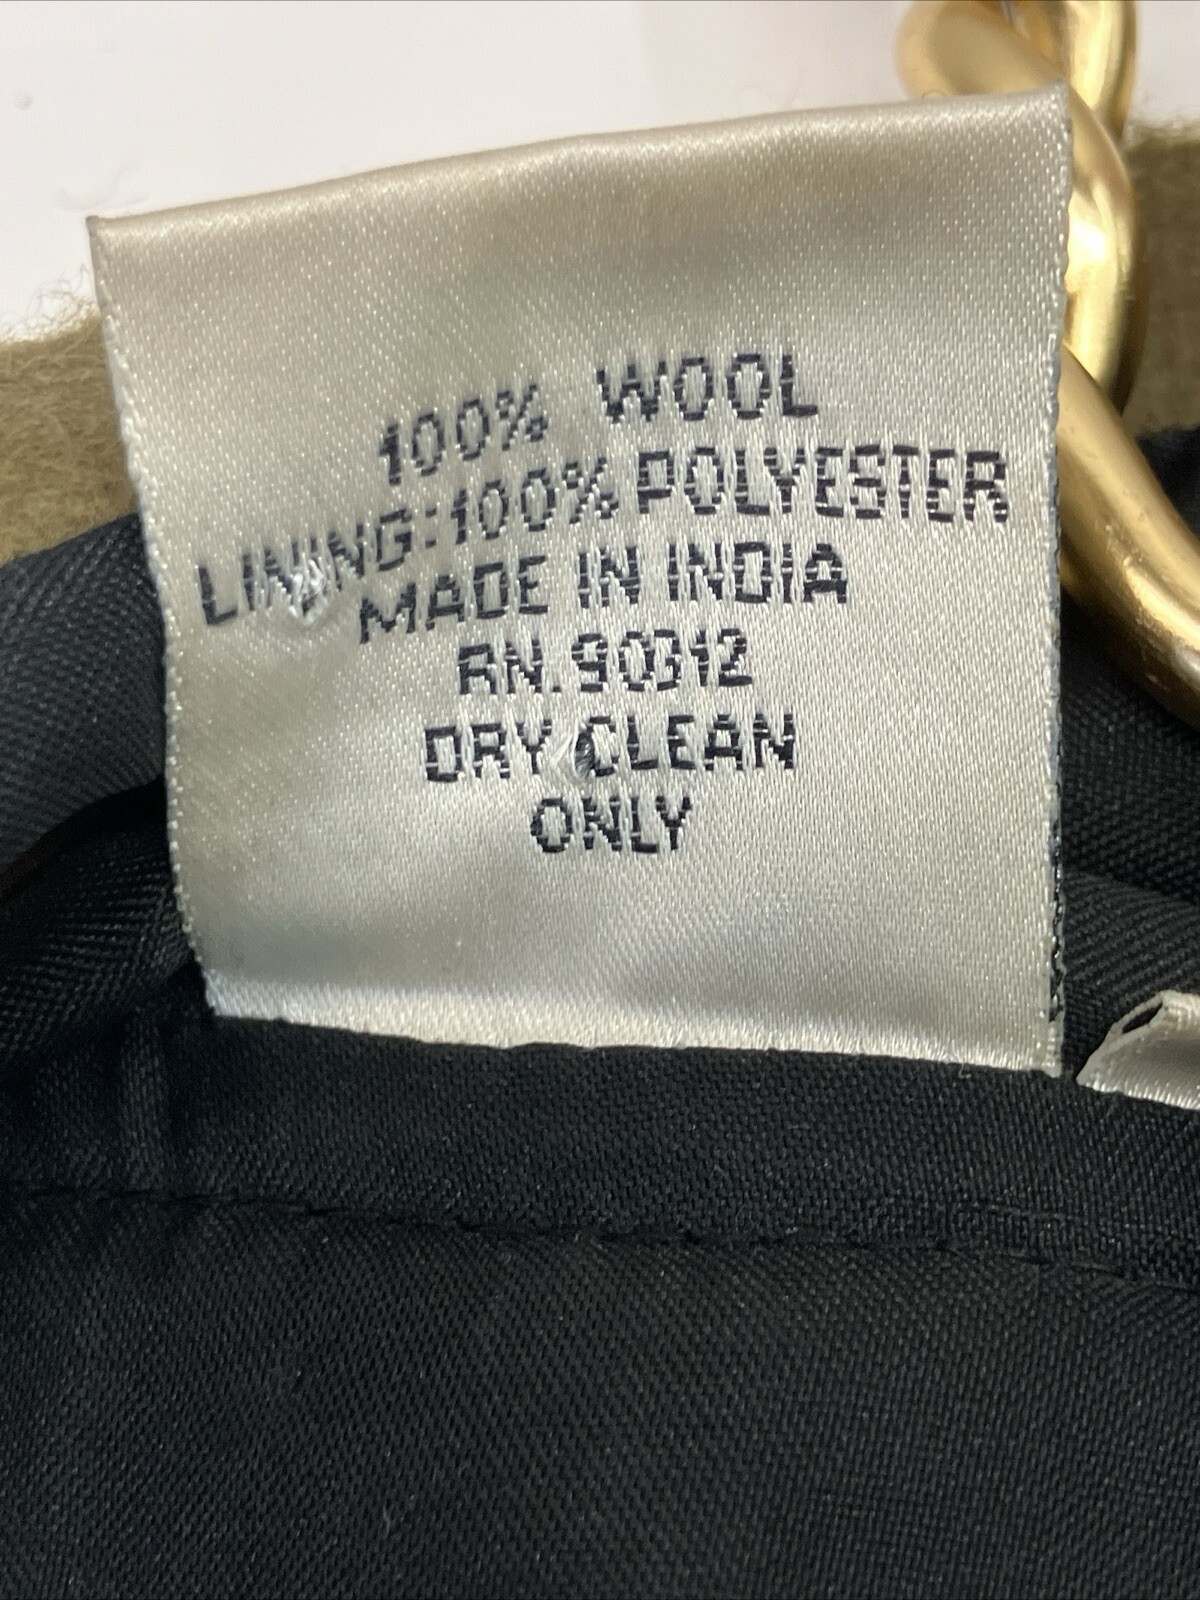 100% WOOL
LINING:100% POLYESTER
MADE IN INDIA
RN.90312
DRY CLEAN
ONLY